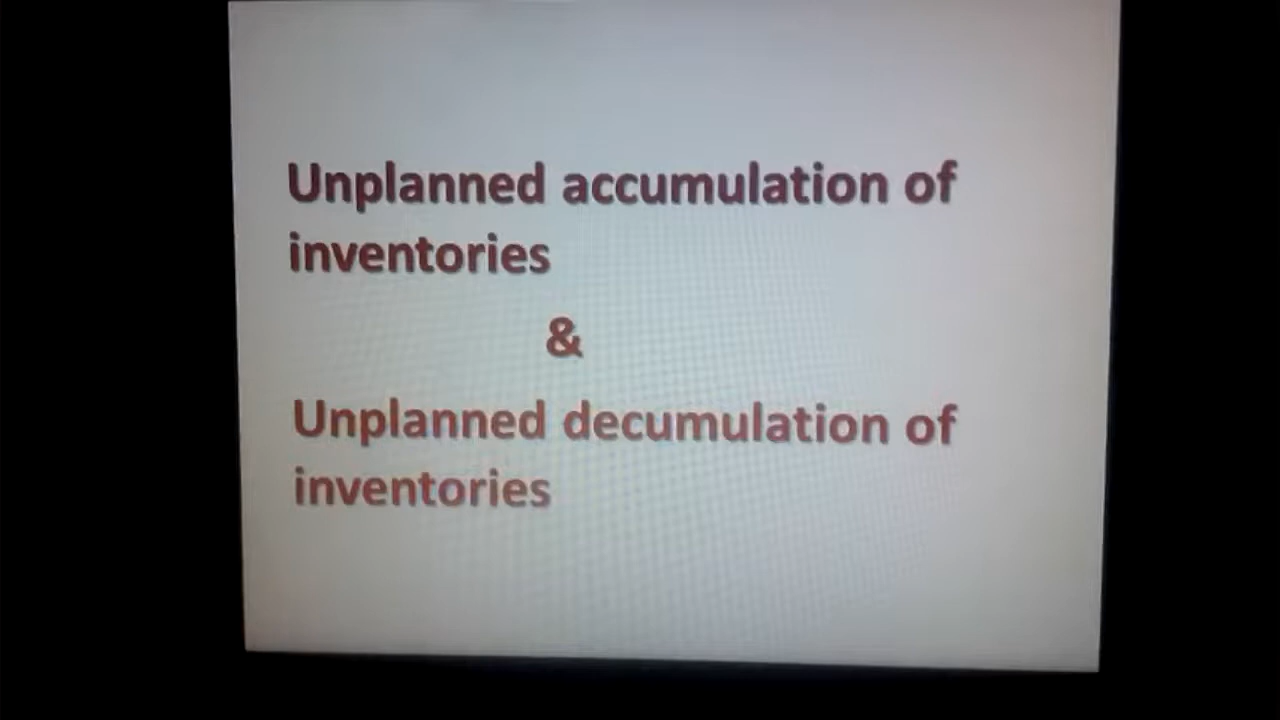 Unplanned accumulation of
inventories
&
Unplanned decumulation of
inventories